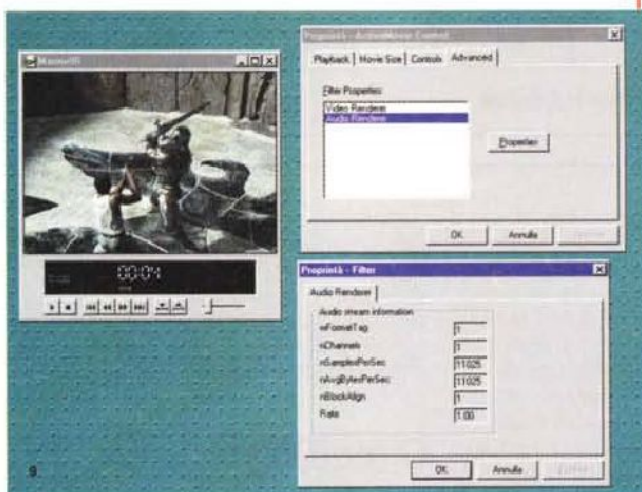 Proprietà - ActiveMovie Control
Playback
Movie Size
Controls
Advanced
Filter Properties:
Video Renderer
Audio Renderer
Properties
OK
Annulla
00:04
Proprietà - Filter
Audio Renderer
Audio stream information
wFormatTag
1
nChannels
1
nSamplesPerSec
11025
nAvgBytesPerSec
11025
nBlockAlign
1
Rate
1.00
OK
Annulla
9